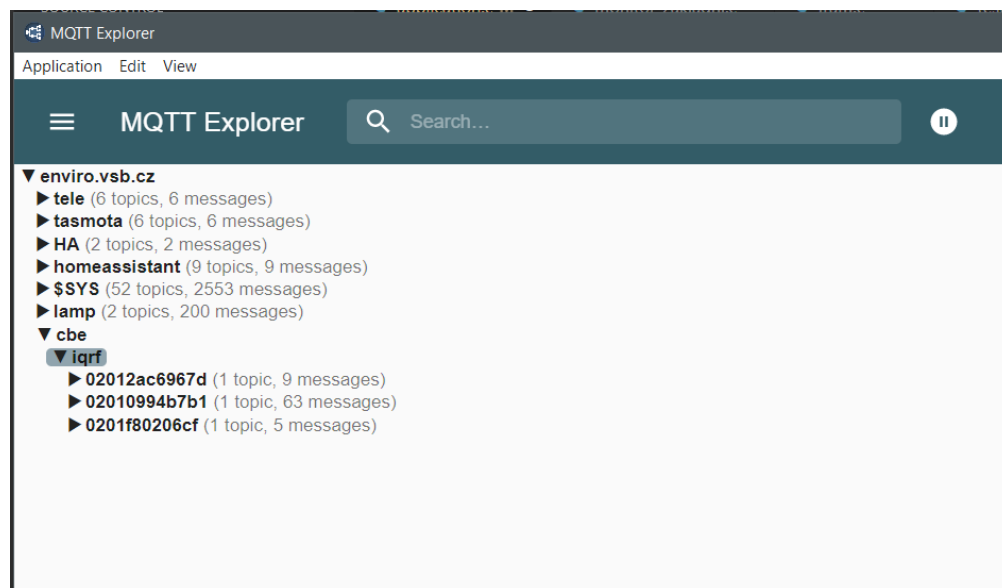 MQTT Explorer
Application Edit View
MQTT Explorer Search...
enviro.vsb.cz
tele (6 topics, 6 messages)
tasmota (6 topics, 6 messages)
HA (2 topics, 2 messages)
homeassistant (9 topics, 9 messages)
$SYS (52 topics, 2553 messages)
lamp (2 topics, 200 messages)
cbe
iqrf
02012ac6967d (1 topic, 9 messages)
02010994b7b1 (1 topic, 63 messages)
0201f80206cf (1 topic, 5 messages)